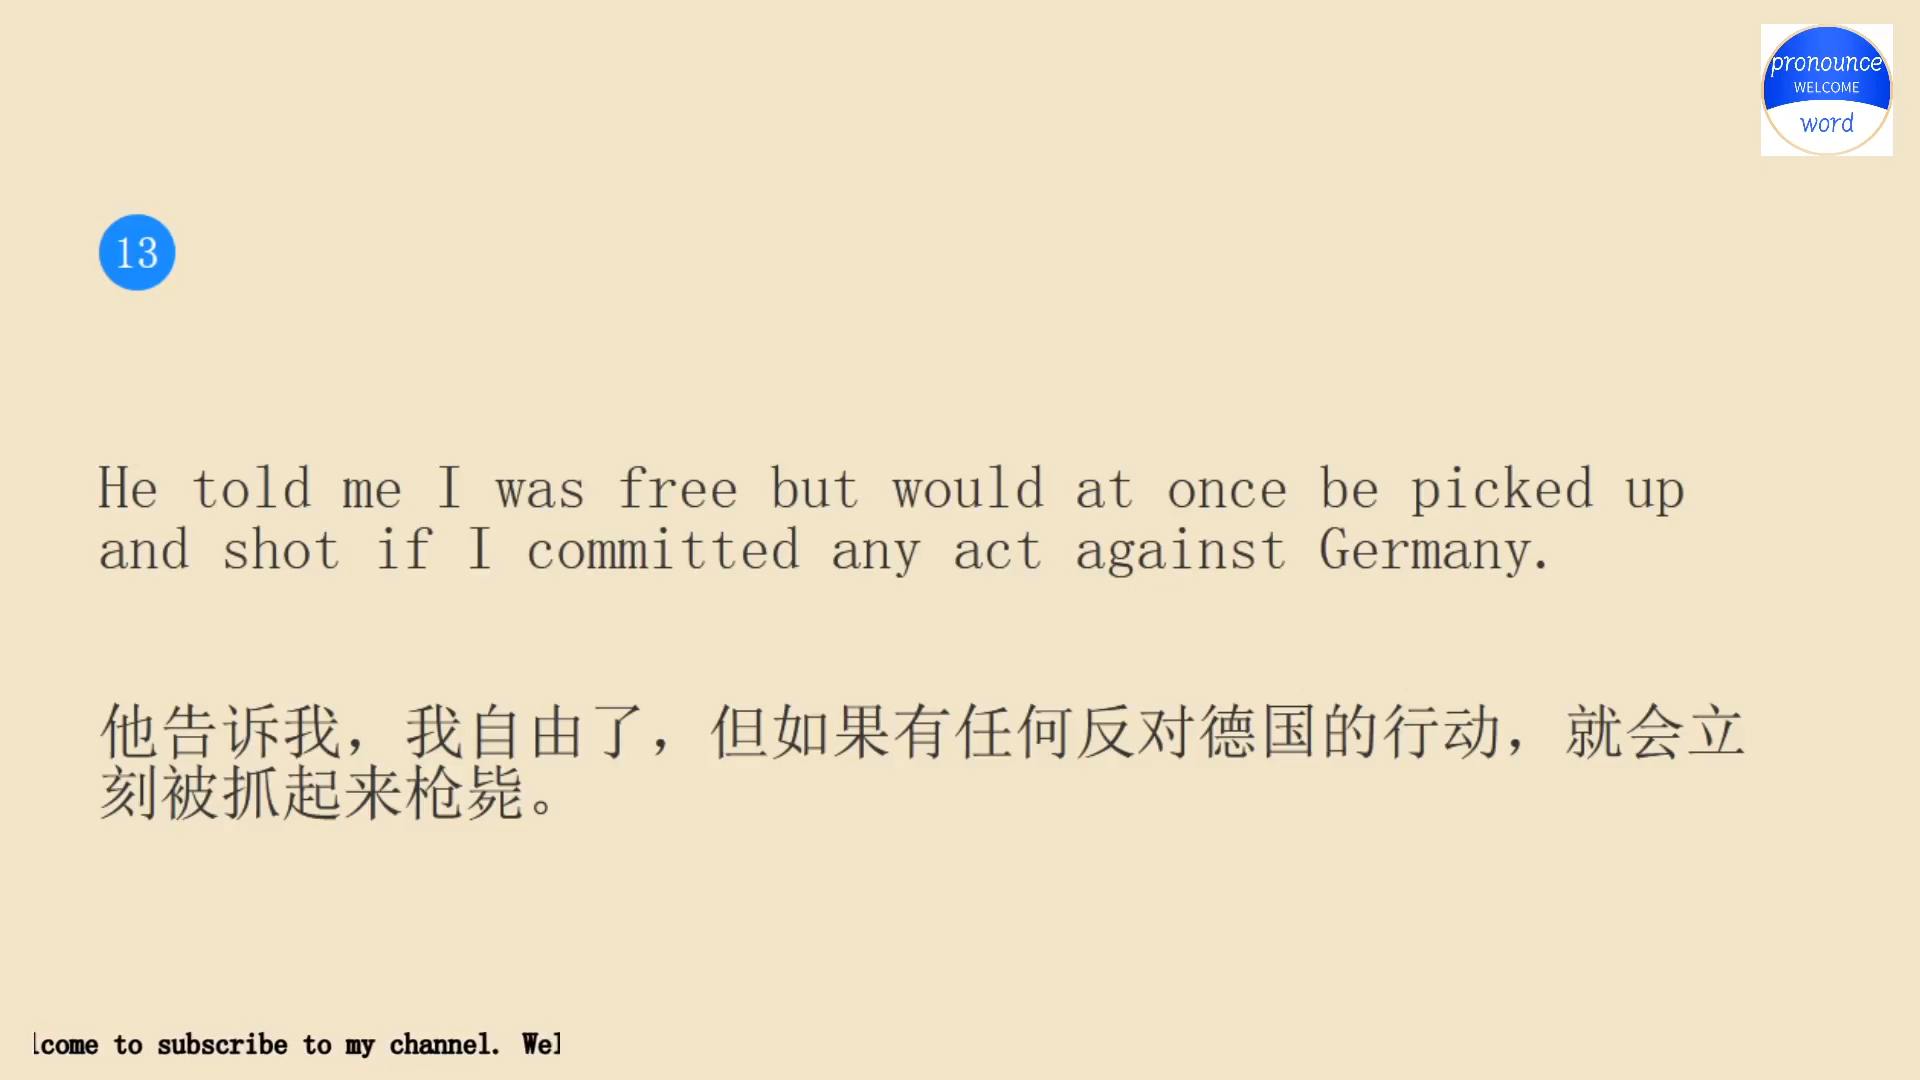 pronounce
WELCOME
word
13
He told me I was free but would at once be picked up
and shot if I committed any act against Germany.
他告诉我，我自由了，但如果有任何反对德国的行动，就会立
刻被抓起来枪毙。
lcome to subscribe to my channel. Wel